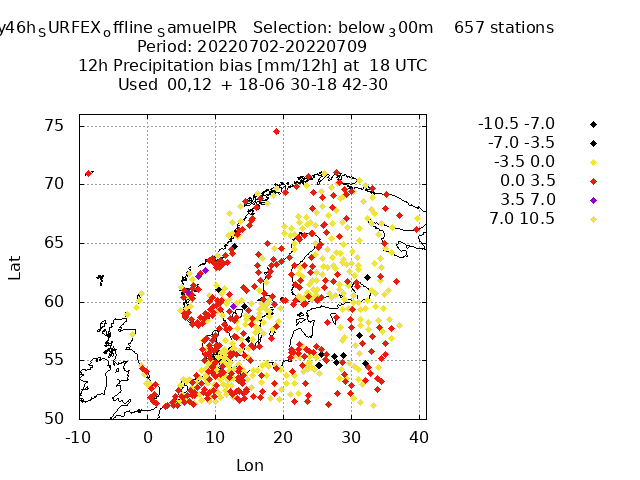 y46h_SURFEX_offline_SamuelPR Selection: below_300m 657 stations
Period: 20220702-20220709
12h Precipitation bias [mm/12h] at 18 UTC
Used 00,12 + 18-06 30-18 42-30
-10.5 -7.0
-7.0 -3.5
-3.5 0.0
0.0 3.5
3.5 7.0
7.0 10.5
75
70
65
60
55
50
Lat
-10 0 10 20 30 40
Lon